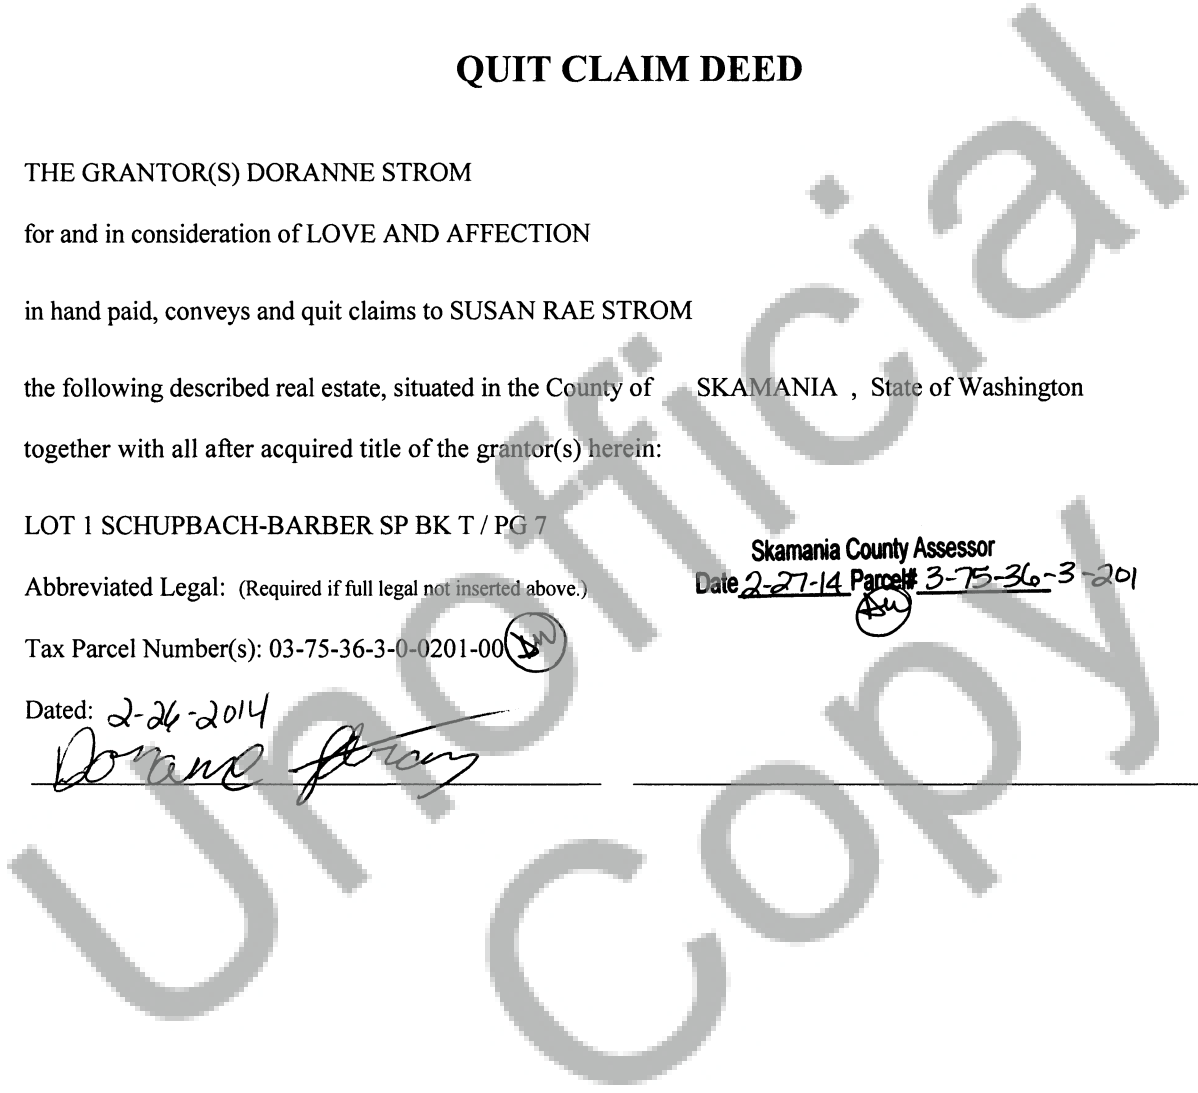 QUIT CLAIM DEED
THE GRANTOR(S) DORANNE STROM
for and in consideration of LOVE AND AFFECTION
in hand paid, conveys and quit claims to SUSAN RAE STROM
the following described real estate, situated in the County of SKAMANIA , State of Washington
together with all after acquired title of the grantor(s) herein:
LOT 1 SCHUPBACH-BARBER SP BK T / PG 7
Skamania County Assessor
Abbreviated Legal: (Required if full legal not inserted above.)
Date 2-27-14 Parcel# 3-75-36-3-201
DW
Tax Parcel Number(s): 03-75-36-3-0-0201-00 DW
Dated: 2-26-2014
Doranne Strom
Unofficial
Copy